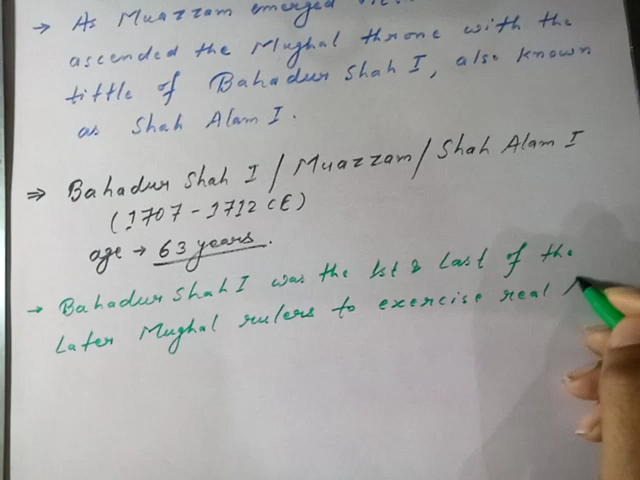 → As Muazzam emerged
ascended the Mughal throne with the
tittle of Bahadur Shah I, also known
as Shah Alam I.
⇒ Bahadur Shah I / Muazzam / Shah Alam I
(1707 - 1712 CE)
age → 63 years.
→ Bahadur Shah I was the 1st & last of the
Later Mughal rulers to exercise real